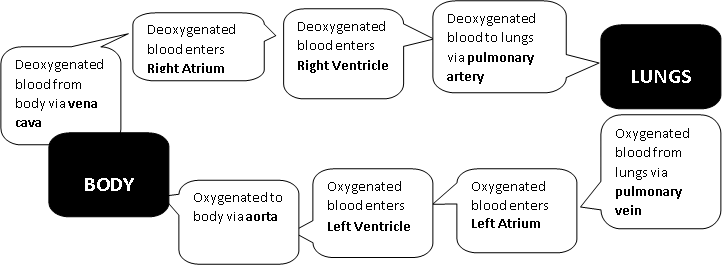 Deoxygenated
blood from
body via vena
cava
Deoxygenated
blood enters
Right Atrium
Deoxygenated
blood enters
Right Ventricle
Deoxygenated
blood to lungs
via pulmonary
artery
LUNGS
Oxygenated
blood from
lungs via
pulmonary
vein
Oxygenated
blood enters
Left Atrium
Oxygenated
blood enters
Left Ventricle
Oxygenated to
body via aorta
BODY